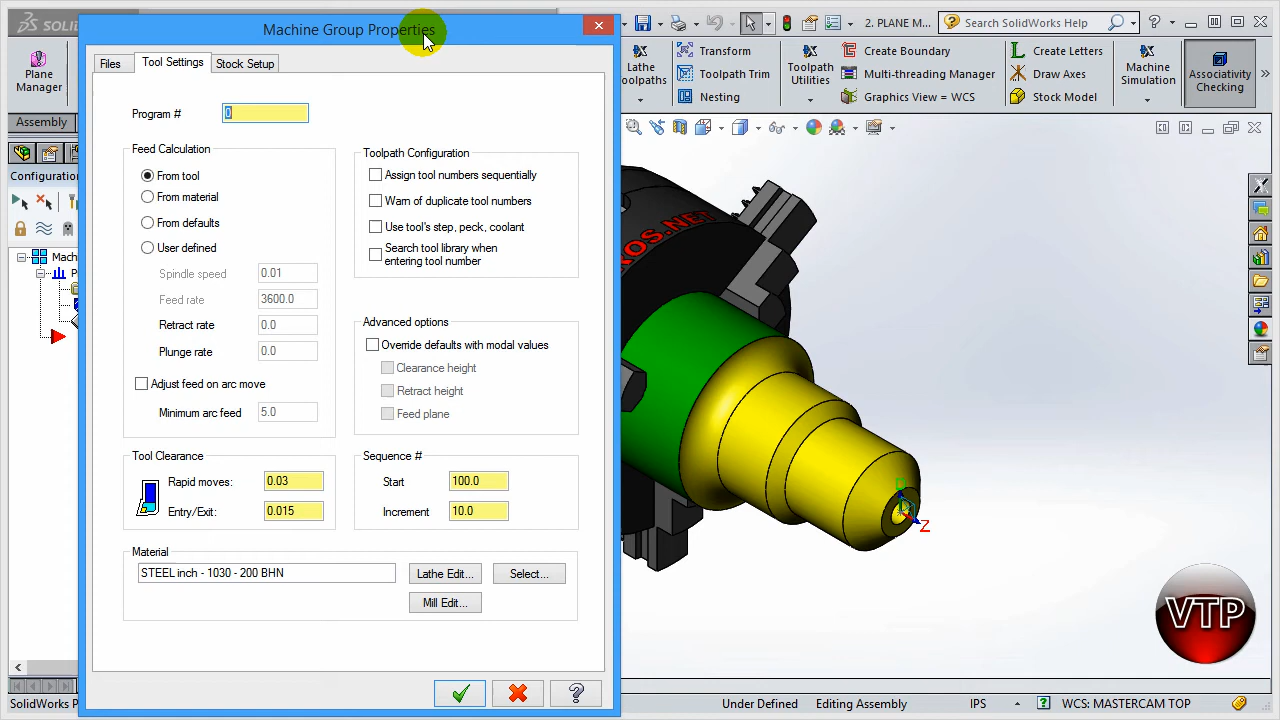 SOLID
Machine Group Properties
2. PLANE M...
Search SolidWorks Help
Plane
Manager
Lathe
Toolpaths
Transform
Toolpath Trim
Nesting
Toolpath
Utilities
Create Boundary
Multi-threading Manager
Graphics View = WCS
Create Letters
Draw Axes
Stock Model
Machine
Simulation
Associativity
Checking
Assembly
Configuration
Mach
Files
Tool Settings
Stock Setup
Program #
0
Feed Calculation
From tool
From material
From defaults
User defined
Spindle speed
0.01
Feed rate
3600.0
Retract rate
0.0
Plunge rate
0.0
Adjust feed on arc move
Minimum arc feed
5.0
Toolpath Configuration
Assign tool numbers sequentially
Warn of duplicate tool numbers
Use tool's step, peck, coolant
Search tool library when
entering tool number
Advanced options
Override defaults with modal values
Clearance height
Retract height
Feed plane
Tool Clearance
Rapid moves:
0.03
Entry/Exit:
0.015
Sequence #
Start
100.0
Increment
10.0
Material
STEEL inch - 1030 - 200 BHN
Lathe Edit...
Select...
Mill Edit...
KOS.NET
D
Z
VTP
SolidWorks P
Under Defined
Editing Assembly
IPS
WCS: MASTERCAM TOP